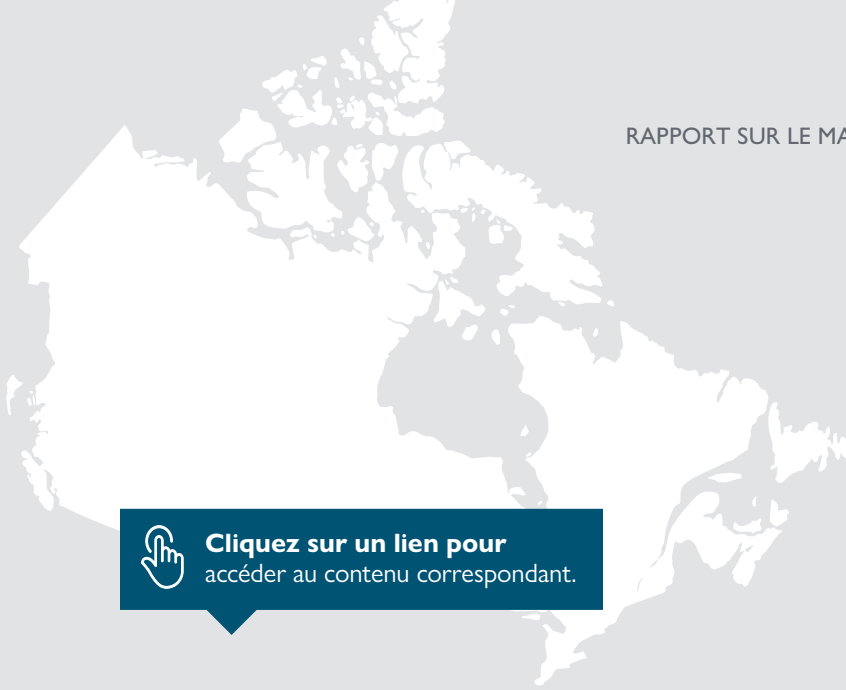 RAPPORT SUR LE MA
Cliquez sur un lien pour
accéder au contenu correspondant.